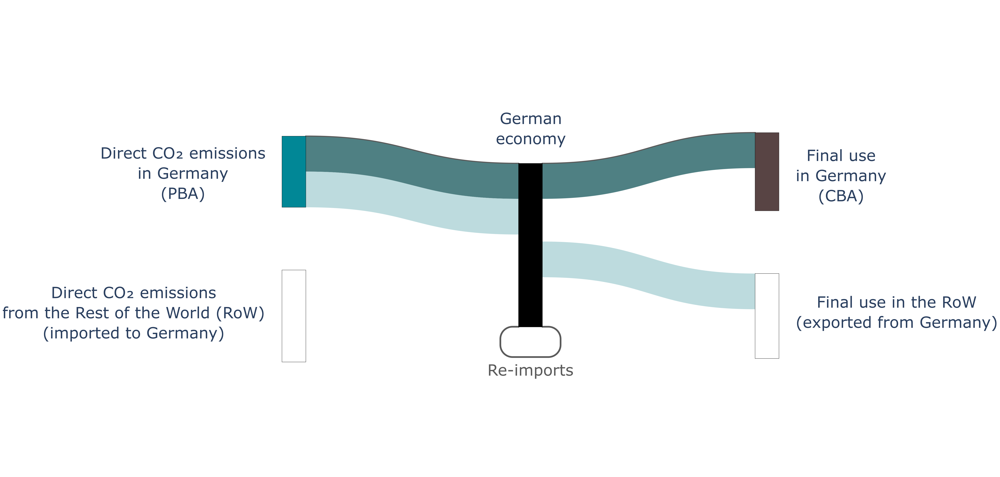 German
economy
Direct CO₂ emissions
in Germany
(PBA)
Final use
in Germany
(CBA)
Direct CO₂ emissions
from the Rest of the World (RoW)
(imported to Germany)
Final use in the RoW
(exported from Germany)
Re-imports